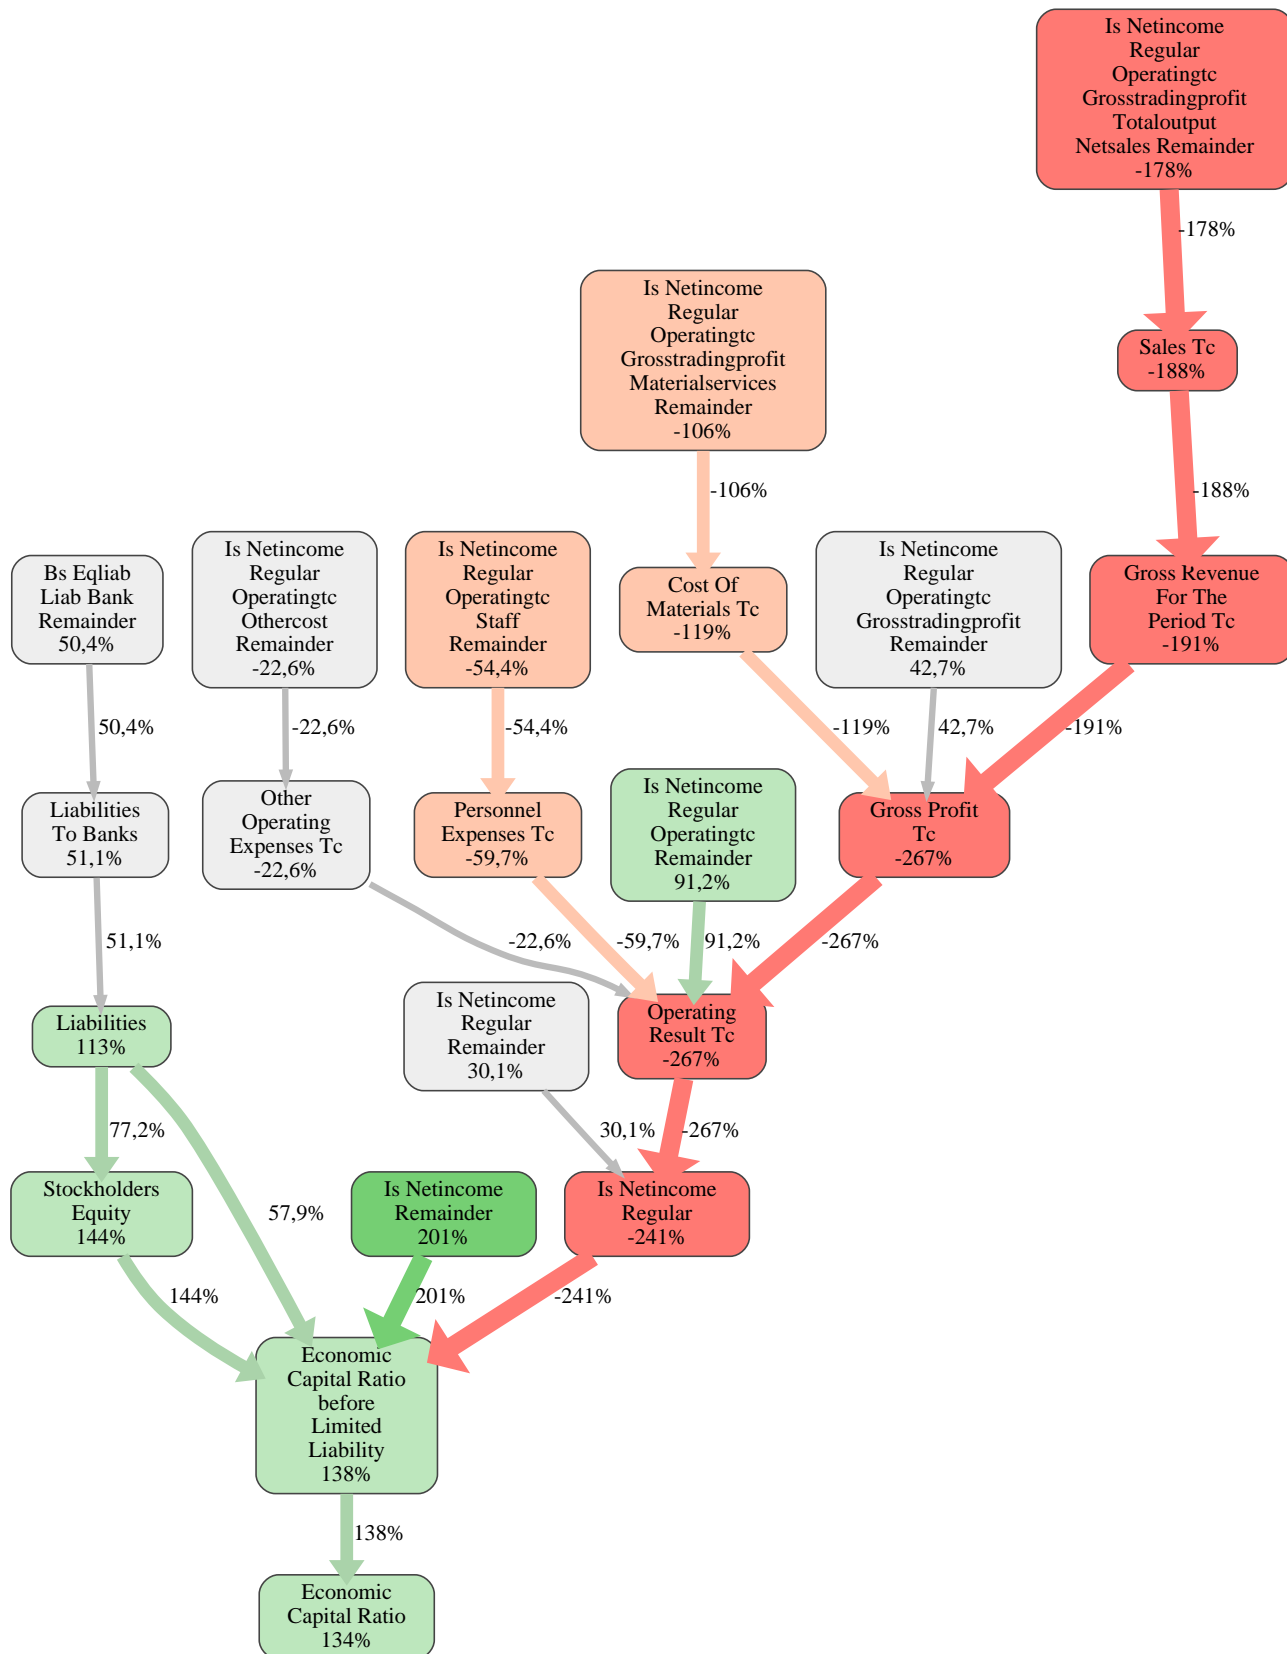 Is Netincome
Regular
Operatingtc
Grosstradingprofit
Totaloutput
Netsales Remainder
-178%
-178%
Is Netincome
Regular
Operatingtc
Grosstradingprofit
Materialservices
Remainder
-106%
Sales Tc
-188%
-106%
-188%
Bs Eqliab
Liab Bank
Remainder
50,4%
Is Netincome
Regular
Operatingtc
Othercost
Remainder
-22,6%
Is Netincome
Regular
Operatingtc
Staff
Remainder
-54,4%
Cost Of
Materials Tc
-119%
Is Netincome
Regular
Operatingtc
Grosstradingprofit
Remainder
42,7%
Gross Revenue
For The
Period Tc
-191%
50,4%
-22,6%
-54,4%
-119%
42,7%
-191%
Liabilities
To Banks
51,1%
Other
Operating
Expenses Tc
-22,6%
Personnel
Expenses Tc
-59,7%
Is Netincome
Regular
Operatingtc
Remainder
91,2%
Gross Profit
Tc
-267%
51,1%
-22,6%
-59,7%
91,2%
-267%
Liabilities
113%
Is Netincome
Regular
Remainder
30,1%
Operating
Result Tc
-267%
77,2%
30,1%
-267%
Stockholders
Equity
144%
57,9%
Is Netincome
Remainder
201%
Is Netincome
Regular
-241%
144%
201%
-241%
Economic
Capital Ratio
before
Limited
Liability
138%
138%
Economic
Capital Ratio
134%